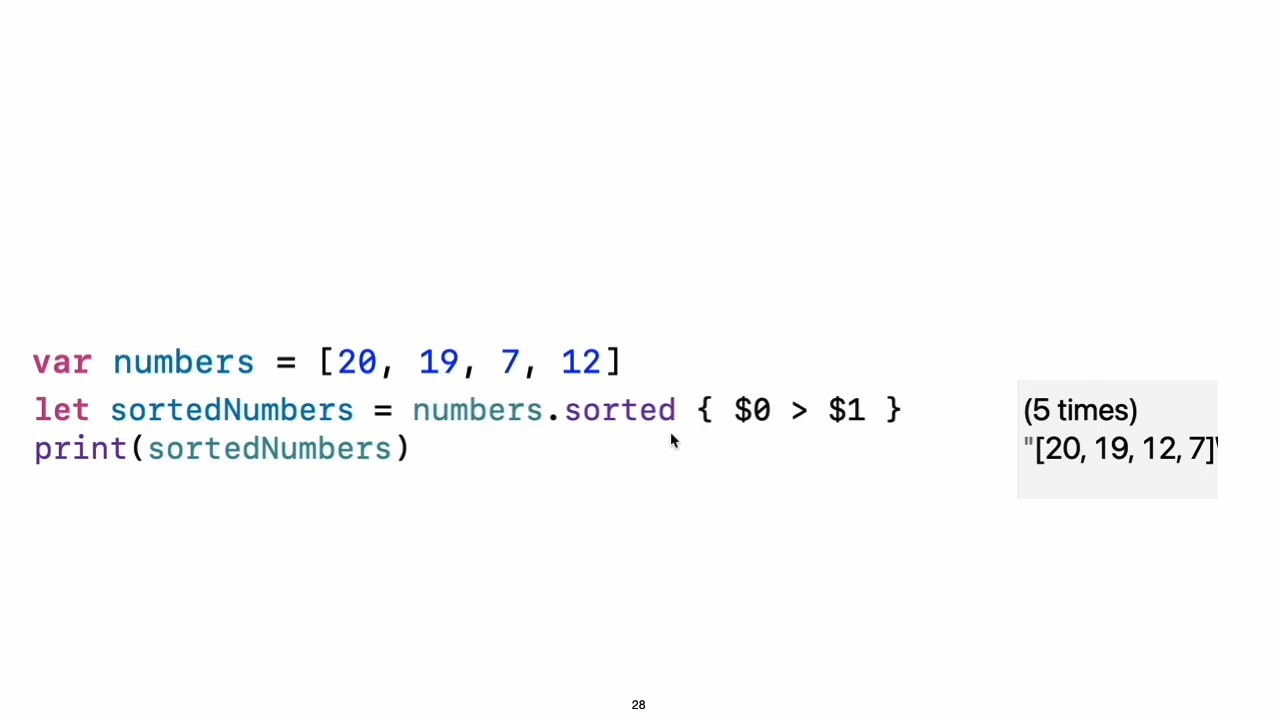 var numbers = [20, 19, 7, 12]
let sortedNumbers = numbers.sorted { $0 > $1 }
(5 times)
print(sortedNumbers)
"[20, 19, 12, 7]\
28